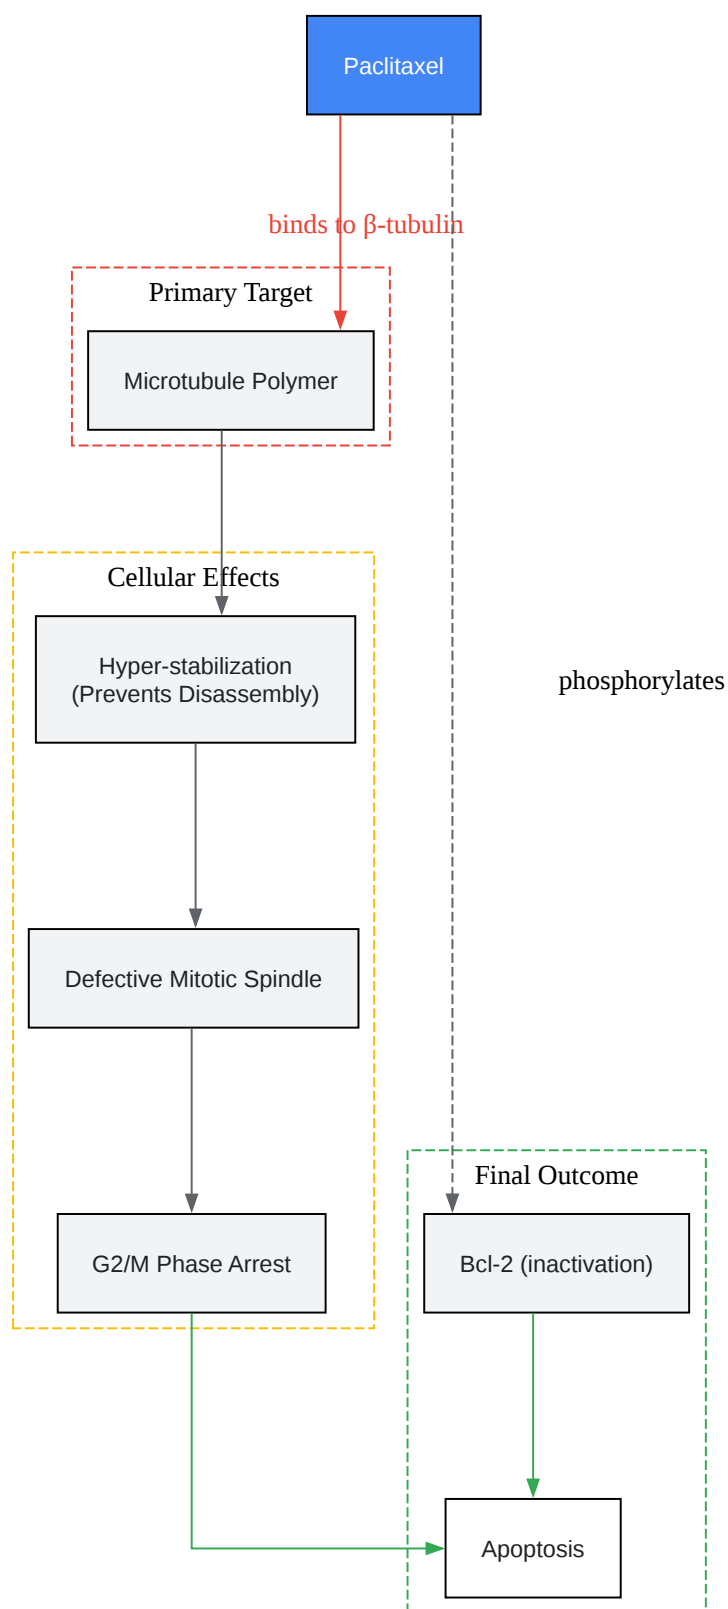 Paclitaxel
binds to β-tubulin
Primary Target
Microtubule Polymer
Cellular Effects
Hyper-stabilization
(Prevents Disassembly)
phosphorylates
Defective Mitotic Spindle
Final Outcome
G2/M Phase Arrest
Bcl-2 (inactivation)
Apoptosis